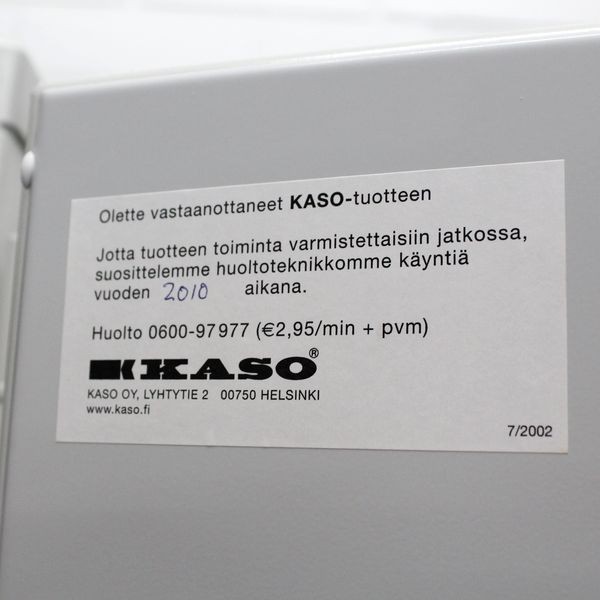 Olette vastaanottaneet KASO-tuotteen
Jotta tuotteen toiminta varmistettaisiin jatkossa,
suosittelemme huoltoteknikkomme käyntiä
vuoden 2010 aikana.
Huolto 0600-97977 (€2,95/min + pvm)
KASO®
KASO OY, LYHTYTIE 2 00750 HELSINKI
www.kaso.fi
7/2002